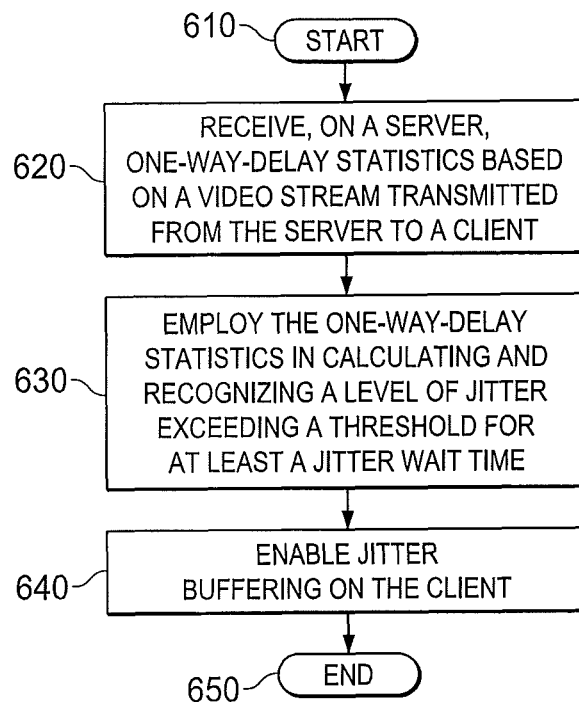 610
START
620
RECEIVE, ON A SERVER,
ONE-WAY-DELAY STATISTICS BASED
ON A VIDEO STREAM TRANSMITTED
FROM THE SERVER TO A CLIENT
630
EMPLOY THE ONE-WAY-DELAY
STATISTICS IN CALCULATING AND
RECOGNIZING A LEVEL OF JITTER
EXCEEDING A THRESHOLD FOR
AT LEAST A JITTER WAIT TIME
640
ENABLE JITTER
BUFFERING ON THE CLIENT
650
END